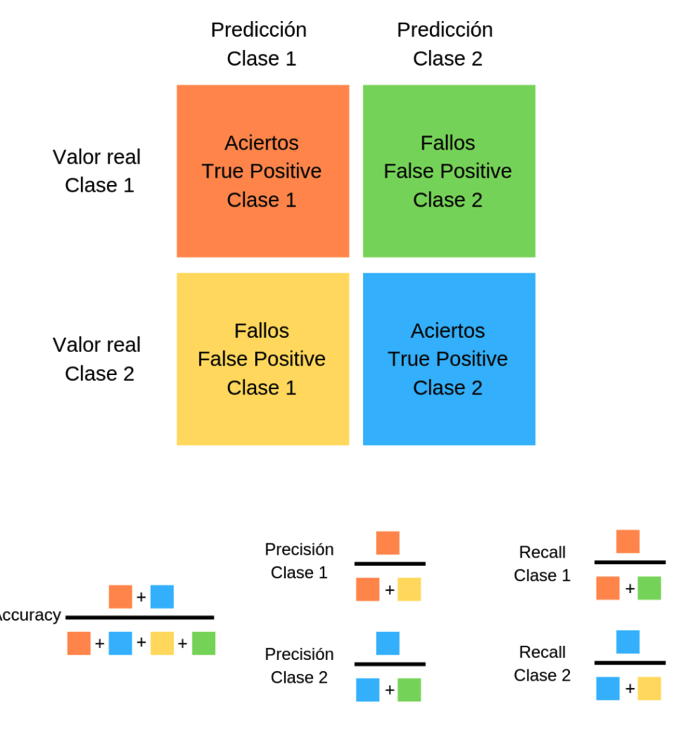 Predicción
Clase 1
Predicción
Clase 2
Valor real
Clase 1
Aciertos
True Positive
Clase 1
Fallos
False Positive
Clase 2
Valor real
Clase 2
Fallos
False Positive
Clase 1
Aciertos
True Positive
Clase 2
ccuracy
+
+ + +
Precisión
Clase 1
+
Recall
Clase 1
+
Precisión
Clase 2
+
Recall
Clase 2
+